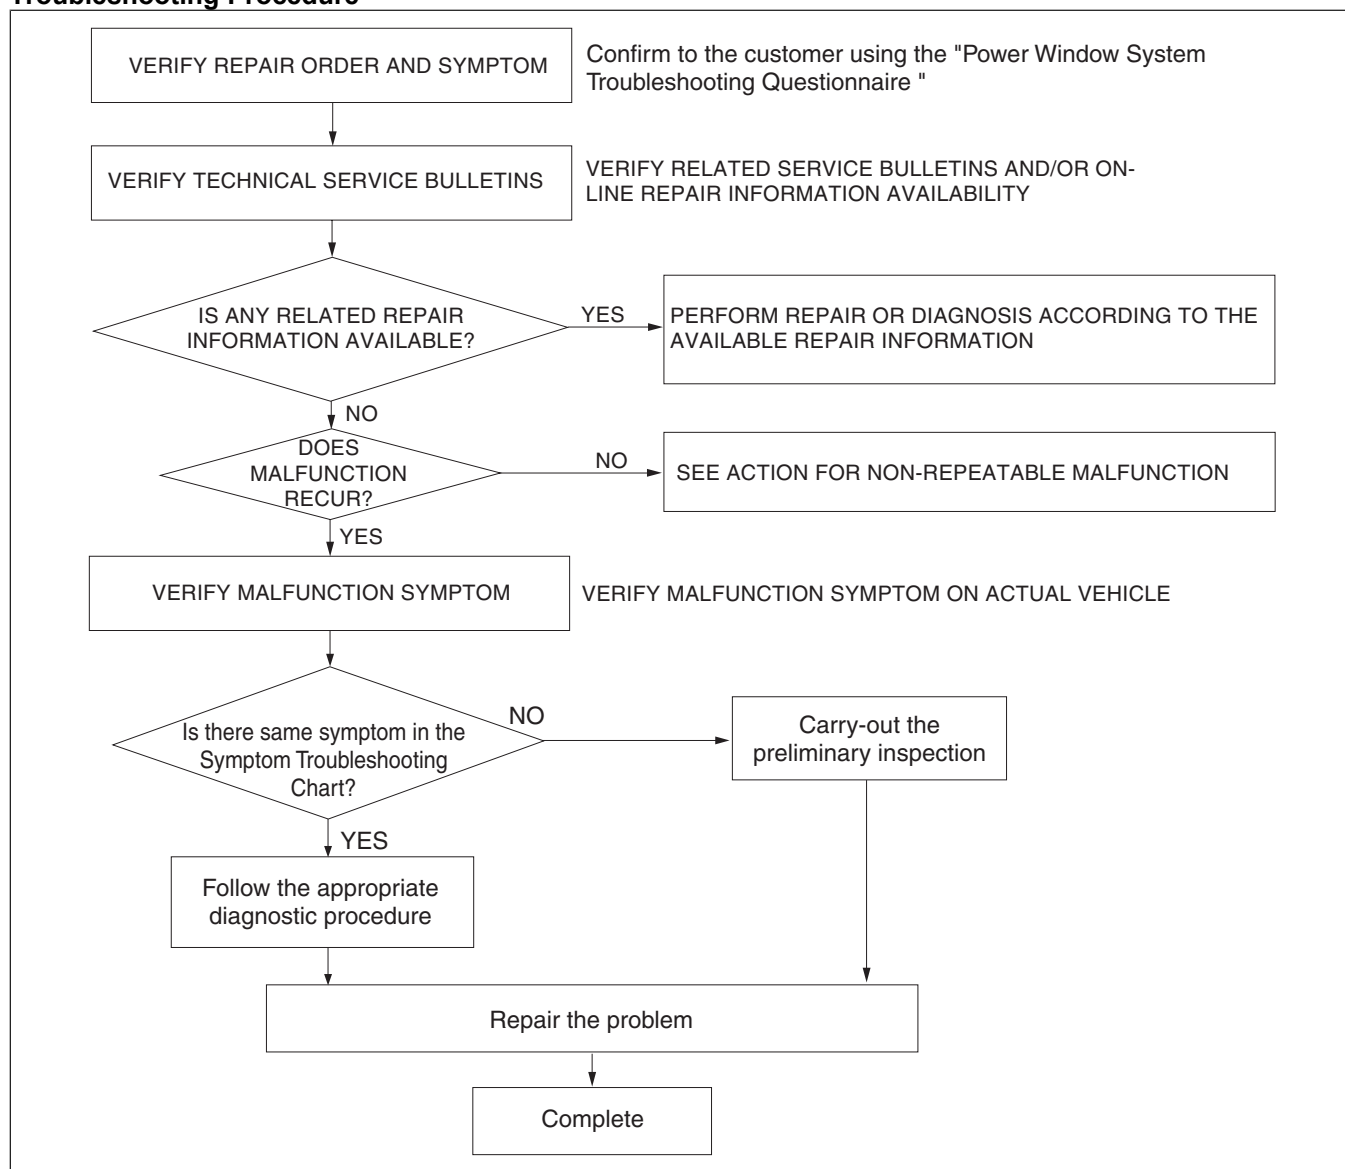 Troubleshooting Procedure
VERIFY REPAIR ORDER AND SYMPTOM
Confirm to the customer using the "Power Window System
Troubleshooting Questionnaire "
VERIFY TECHNICAL SERVICE BULLETINS
VERIFY RELATED SERVICE BULLETINS AND/OR ON-
LINE REPAIR INFORMATION AVAILABILITY
IS ANY RELATED REPAIR
INFORMATION AVAILABLE?
YES
PERFORM REPAIR OR DIAGNOSIS ACCORDING TO THE
AVAILABLE REPAIR INFORMATION
NO
DOES
MALFUNCTION
RECUR?
NO
SEE ACTION FOR NON-REPEATABLE MALFUNCTION
YES
VERIFY MALFUNCTION SYMPTOM
VERIFY MALFUNCTION SYMPTOM ON ACTUAL VEHICLE
Is there same symptom in the
Symptom Troubleshooting
Chart?
NO
Carry-out the
preliminary inspection
YES
Follow the appropriate
diagnostic procedure
Repair the problem
Complete